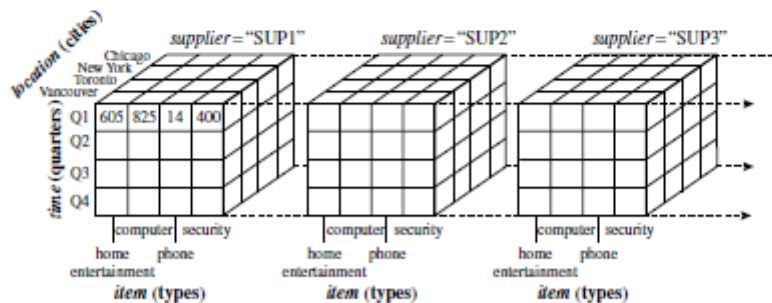 supplier=“SUP1” supplier=“SUP2” supplier=“SUP3”
location (cities)
Chicago
New York
Toronto
Vancouver
time (quarters)
Q1 605 825 14 400
Q2
Q3
Q4
computer security computer security computer security
home phone home phone home phone
entertainment entertainment entertainment
item (types) item (types) item (types)